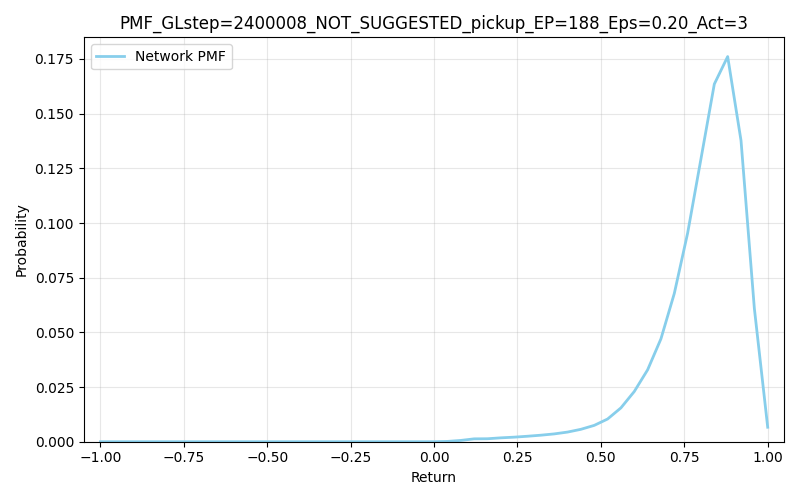 PMF_GLstep=2400008_NOT_SUGGESTED_pickup_EP=188_Eps=0.20_Act=3
Network PMF
0.175
0.150
0.125
0.100
0.075
0.050
0.025
0.000
Probability
−1.00 −0.75 −0.50 −0.25 0.00 0.25 0.50 0.75 1.00
Return